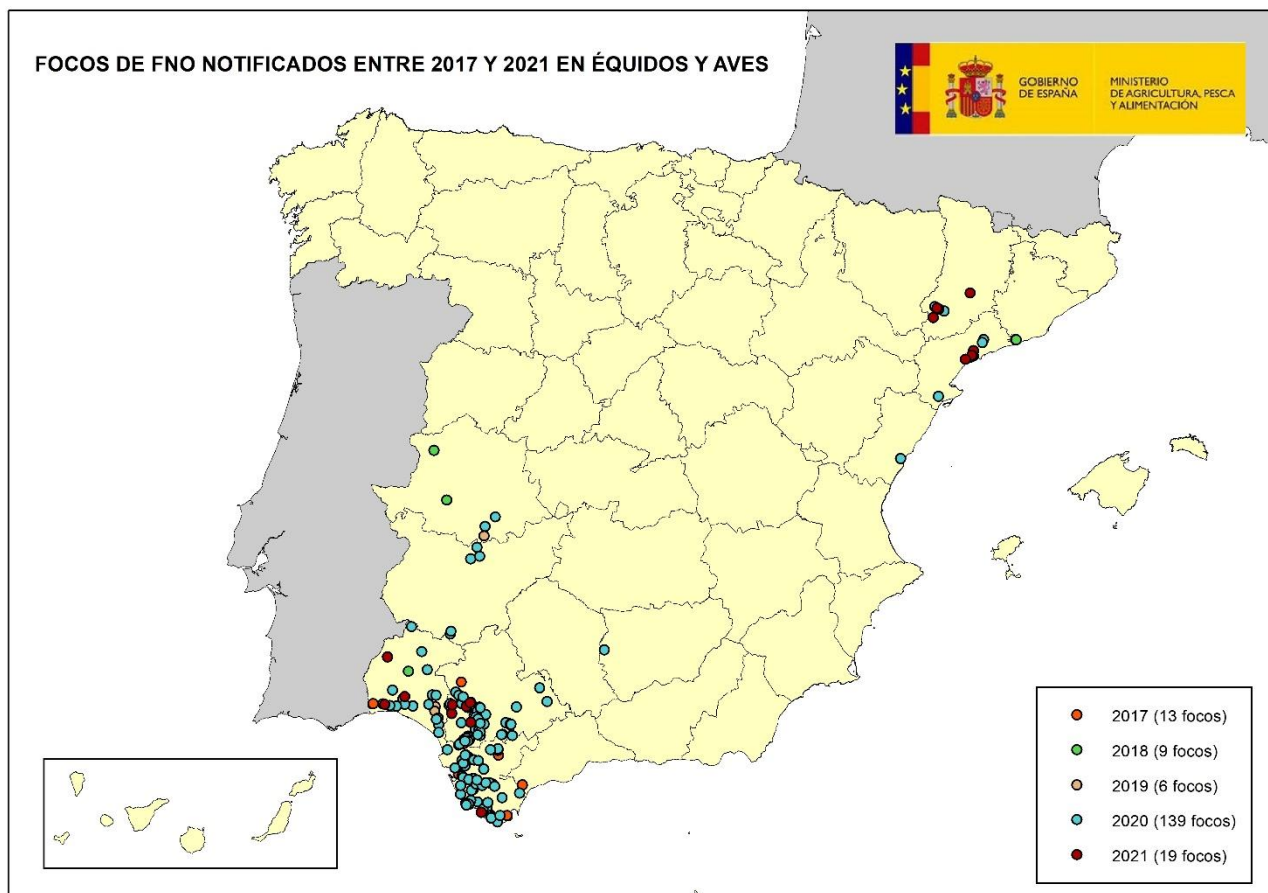 FOCOS DE FNO NOTIFICADOS ENTRE 2017 Y 2021 EN ÉQUIDOS Y AVES
GOBIERNO
DE ESPAÑA
MINISTERIO
DE AGRICULTURA, PESCA
Y ALIMENTACIÓN
2017 (13 focos)
2018 (9 focos)
2019 (6 focos)
2020 (139 focos)
2021 (19 focos)